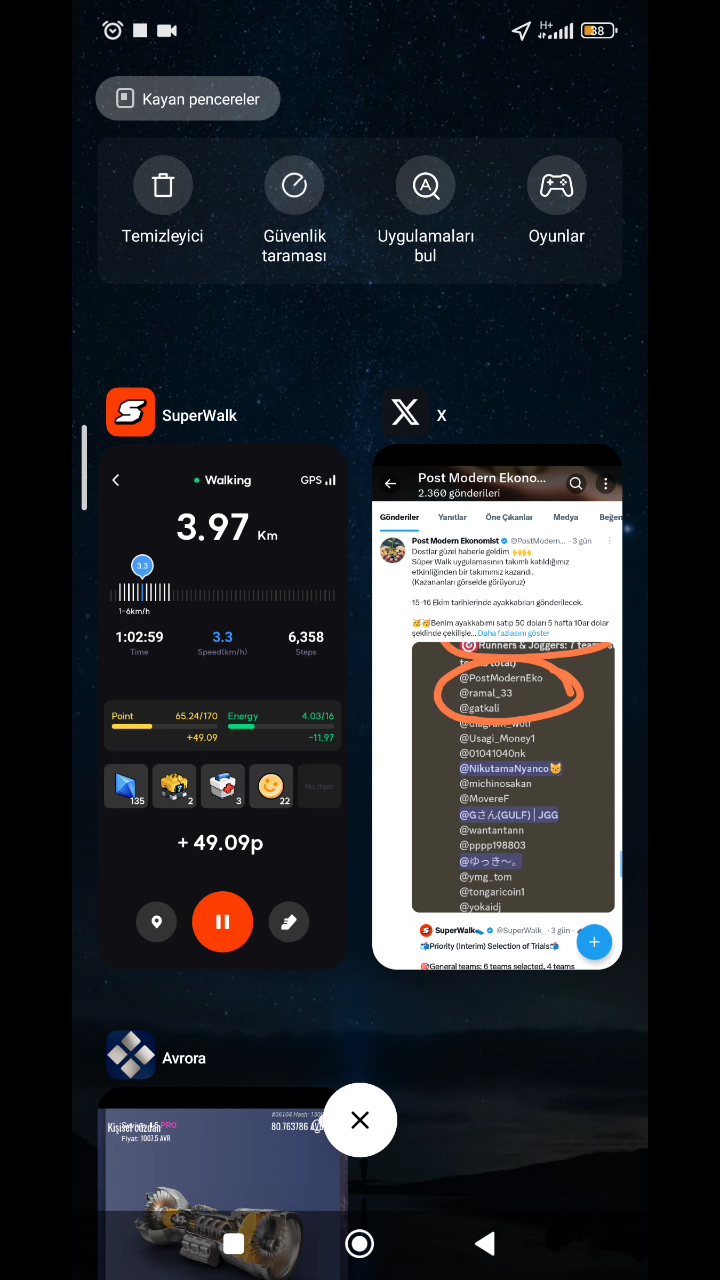 H+
38
Kayan pencereler
Temizleyici
Güvenlik taraması
Uygulamaları bul
Oyunlar
SuperWalk
Walking
GPS
3.97 Km
3.3
1-6km/h
1:02:59
3.3
6,358
Time
Speed(km/h)
Steps
Point
65.24/170
Energy
4.03/16
+49.09
-11.97
135
2
3
22
No Item
+ 49.09p
X
Post Modern Ekono...
2.360 gönderileri
Gönderiler
Yanıtlar
Öne Çıkanlar
Medya
Beğen
Post Modern Ekonomist
@PostModern... · 3 gün
Dostlar güzel haberle geldim 🙌🙌
Süper Walk uygulamasının takımlı katıldığımız
etkinliğinden bir takımımız kazandı.
(Kazananları görselde görüyoruz)
15-16 Ekim tarihlerinde ayakkabıları gönderilecek.
🥳🥳Benim ayakkabımı satıp 50 doları 5 hafta 10ar dolar
şeklinde çekilişle... Daha fazlasını göster
🎯Runners & Joggers: 7 team
total)
@PostModernEko
@ramal_33
@gatkali
@diagram_wolf
@Usagi_Money1
@01041040nk
@NikutamaNyanco😼
@michinosakan
@MovereF
@Gさん(GULF) | JGG
@wantantann
@pppp198803
@ゆっき〜。
@ymg_tom
@tongaricoin1
@yokaidj
SuperWalk👟
@SuperWalk_ · 3 gün
📬Priority (Interim) Selection of Trials📬
🎯General teams: 6 teams selected, 4 teams
Avrora
Kişisel cüzdan
PRO
Fiyat: 1007.5 AVR
80.763786